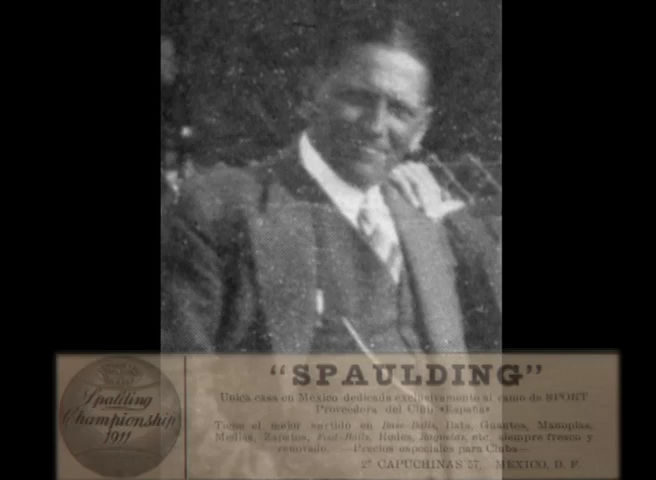 Spalding
Championship
1911
"SPAULDING"
Unica casa en México dedicada exclusivamente al ramo de SPORT
Proveedora del Club «España»
Tiene el mejor surtido en Base-Balls, Bats, Guantes, Manoplas,
Medias, Zapatos, Foot-Balls, Redes, Raquetas, etc, siempre fresco y
renovado.—Precios especiales para Clubs—
2ª CAPUCHINAS 57, MEXICO, D. F.